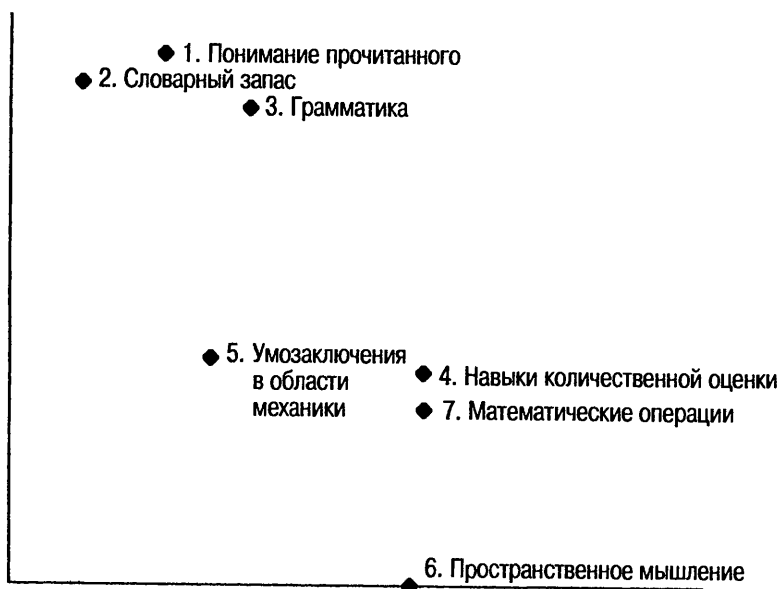 1. Понимание прочитанного
2. Словарный запас
3. Грамматика
5. Умозаключения
в области
механики
4. Навыки количественной оценки
7. Математические операции
6. Пространственное мышление